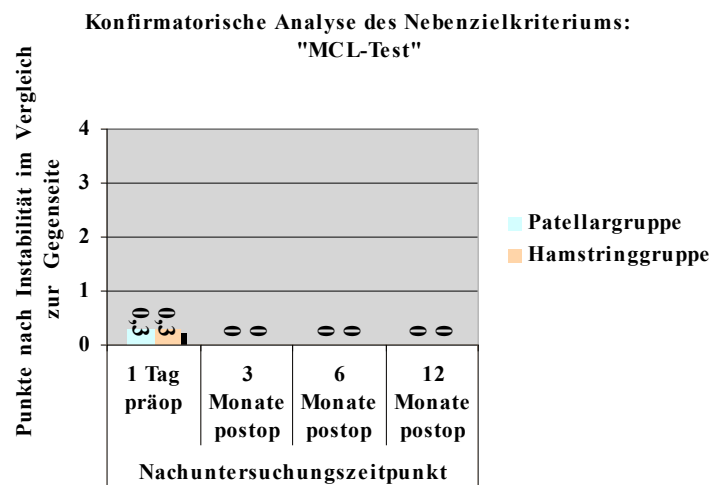 Konfirmatorische Analyse des Nebenzielkriteriums:
"MCL-Test"
Punkte nach Instabilität im Vergleich
zur Gegenseite
4
3
2
1
0
0,3 0,3 0 0 0 0 0 0
1 Tag präop
3 Monate postop
6 Monate postop
12 Monate postop
Nachuntersuchungszeitpunkt
Patellargruppe
Hamstringgruppe